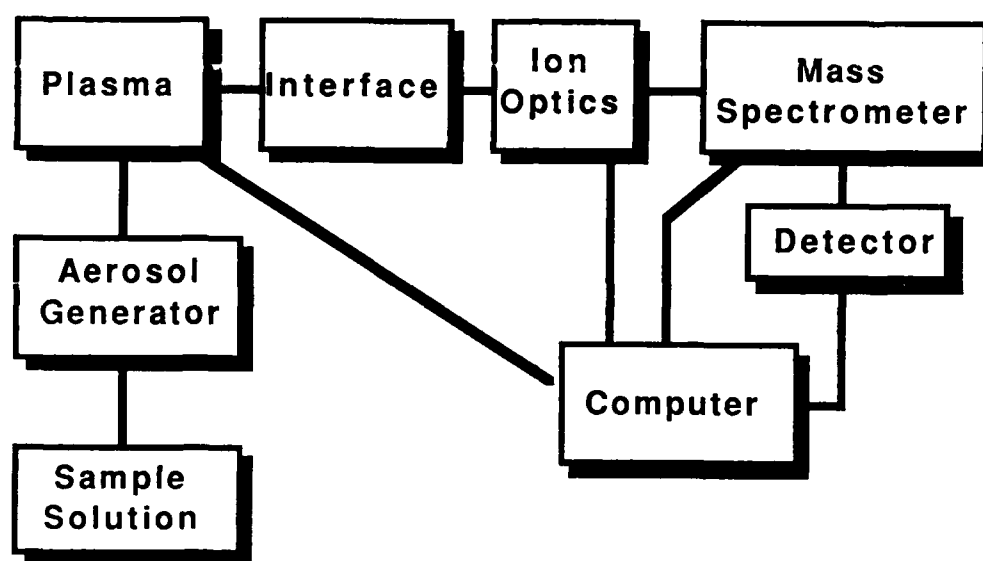 Plasma
Interface
Ion
Optics
Mass
Spectrometer
Aerosol
Generator
Detector
Computer
Sample
Solution